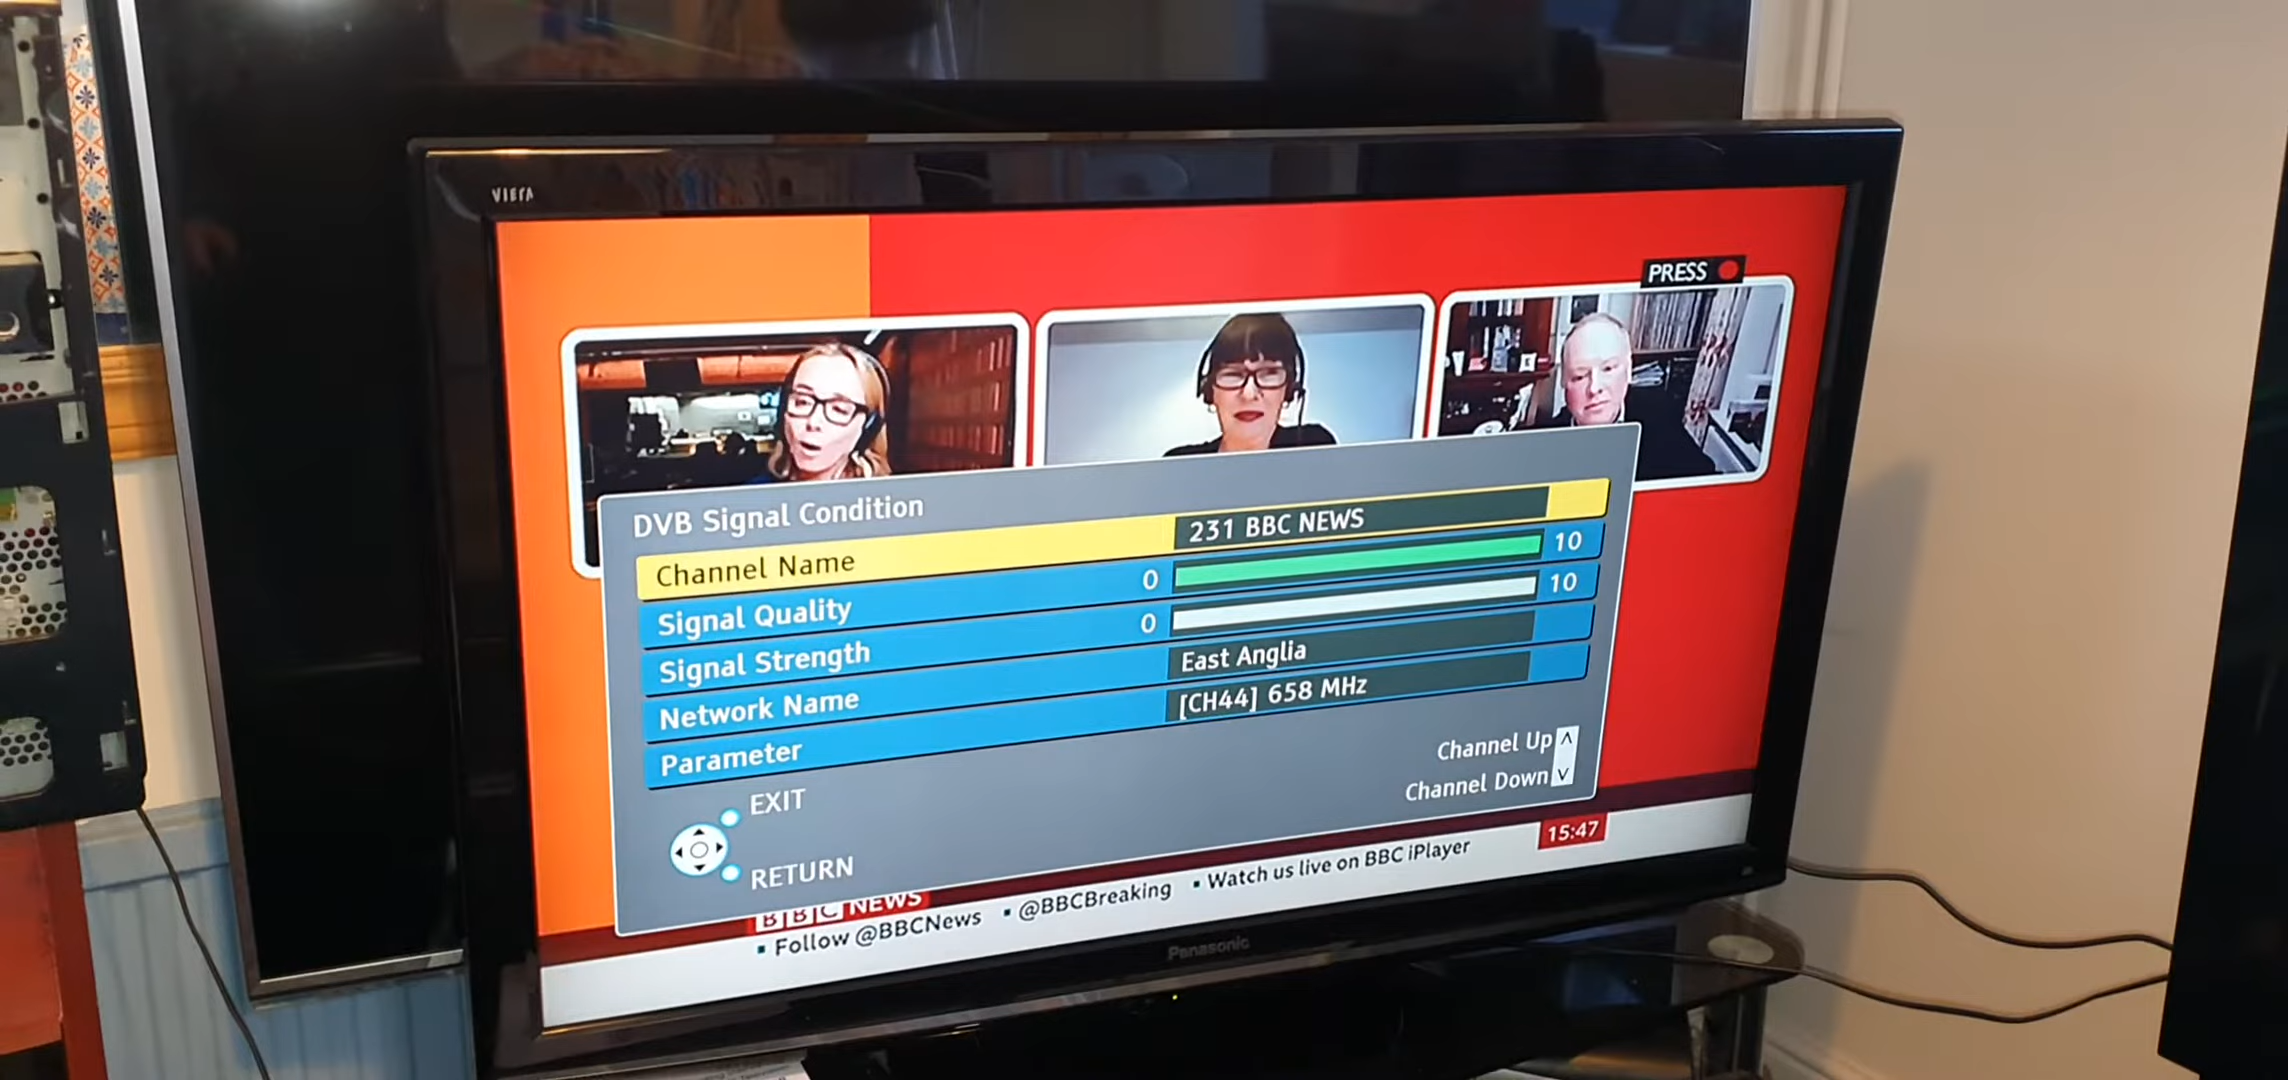 VIErA
PRESS
DVB Signal Condition
Channel Name 231 BBC NEWS
Signal Quality 0 10
Signal Strength 0 10
Network Name East Anglia
Parameter [CH44] 658 MHz
EXIT
RETURN
Channel Up
Channel Down
BBC NEWS
15:47
▪ Follow @BBCNews ▪ @BBCBreaking ▪ Watch us live on BBC iPlayer
Panasonic